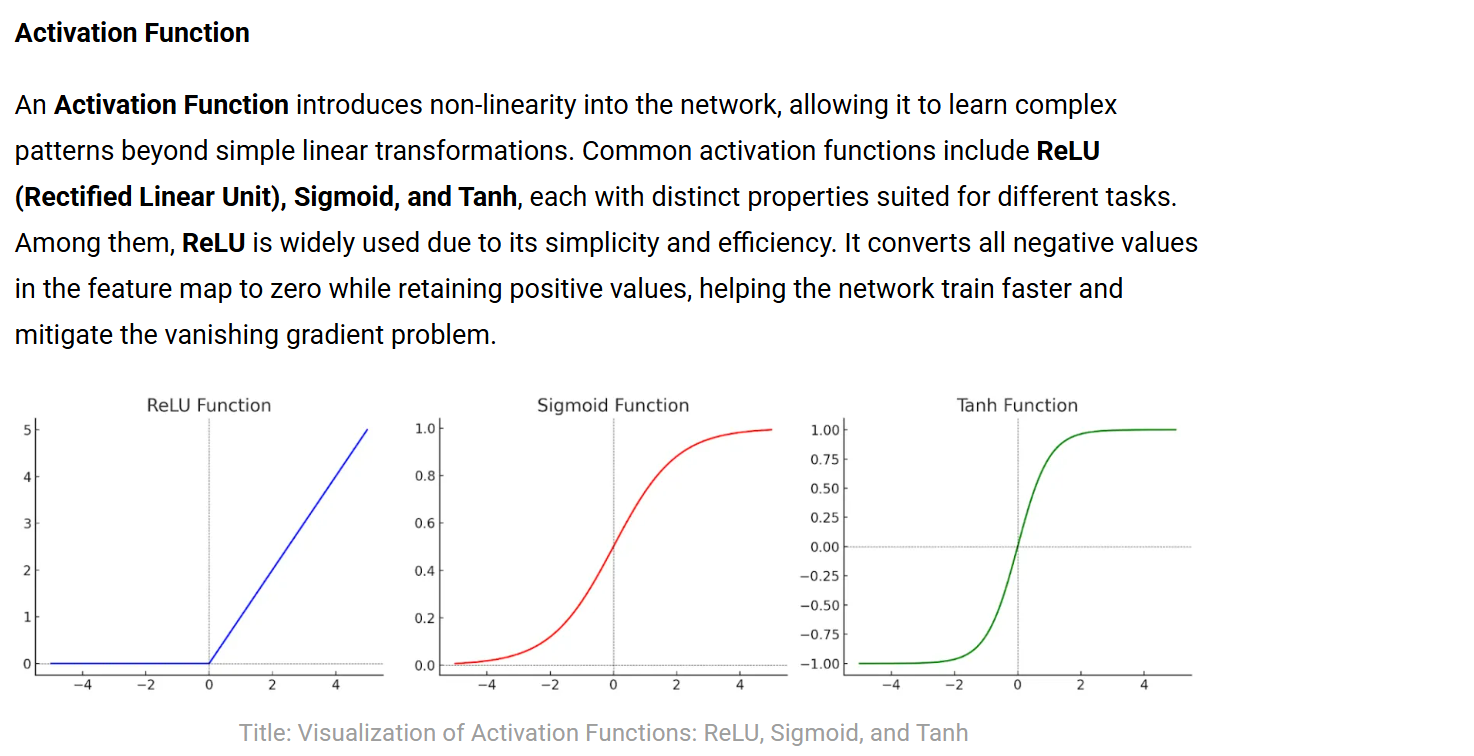 Activation Function
An Activation Function introduces non-linearity into the network, allowing it to learn complex
patterns beyond simple linear transformations. Common activation functions include ReLU
(Rectified Linear Unit), Sigmoid, and Tanh, each with distinct properties suited for different tasks.
Among them, ReLU is widely used due to its simplicity and efficiency. It converts all negative values
in the feature map to zero while retaining positive values, helping the network train faster and
mitigate the vanishing gradient problem.
ReLU Function
5
4
3
2
1
0
−4 −2 0 2 4
Sigmoid Function
1.0
0.8
0.6
0.4
0.2
0.0
−4 −2 0 2 4
Tanh Function
1.00
0.75
0.50
0.25
0.00
−0.25
−0.50
−0.75
−1.00
−4 −2 0 2 4
Title: Visualization of Activation Functions: ReLU, Sigmoid, and Tanh